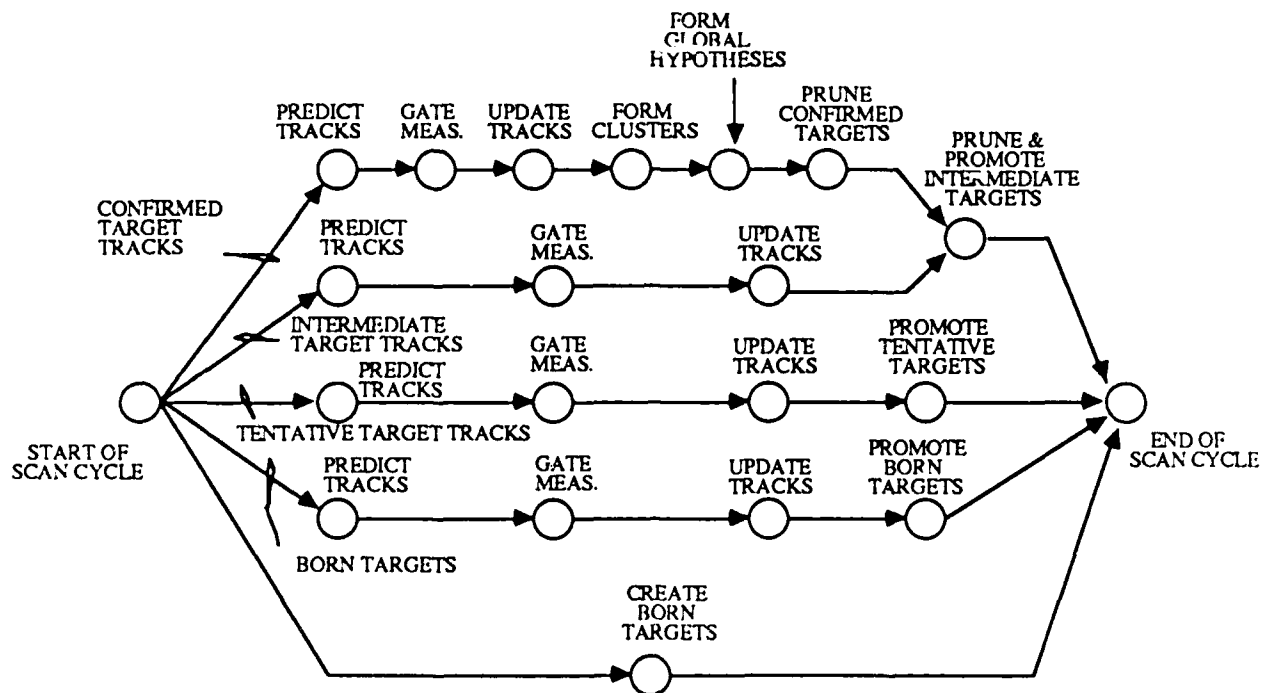 FORM
GLOBAL
HYPOTHESES
PREDICT
TRACKS
GATE
MEAS.
UPDATE
TRACKS
FORM
CLUSTERS
PRUNE
CONFIRMED
TARGETS
PRUNE &
PROMOTE
INTERMEDIATE
TARGETS
CONFIRMED
TARGET
TRACKS
PREDICT
TRACKS
GATE
MEAS.
UPDATE
TRACKS
INTERMEDIATE
TARGET TRACKS
PREDICT
TRACKS
GATE
MEAS.
UPDATE
TRACKS
PROMOTE
TENTATIVE
TARGETS
TENTATIVE TARGET TRACKS
START OF
SCAN CYCLE
END OF
SCAN CYCLE
PREDICT
TRACKS
GATE
MEAS.
UPDATE
TRACKS
PROMOTE
BORN
TARGETS
BORN TARGETS
CREATE
BORN
TARGETS